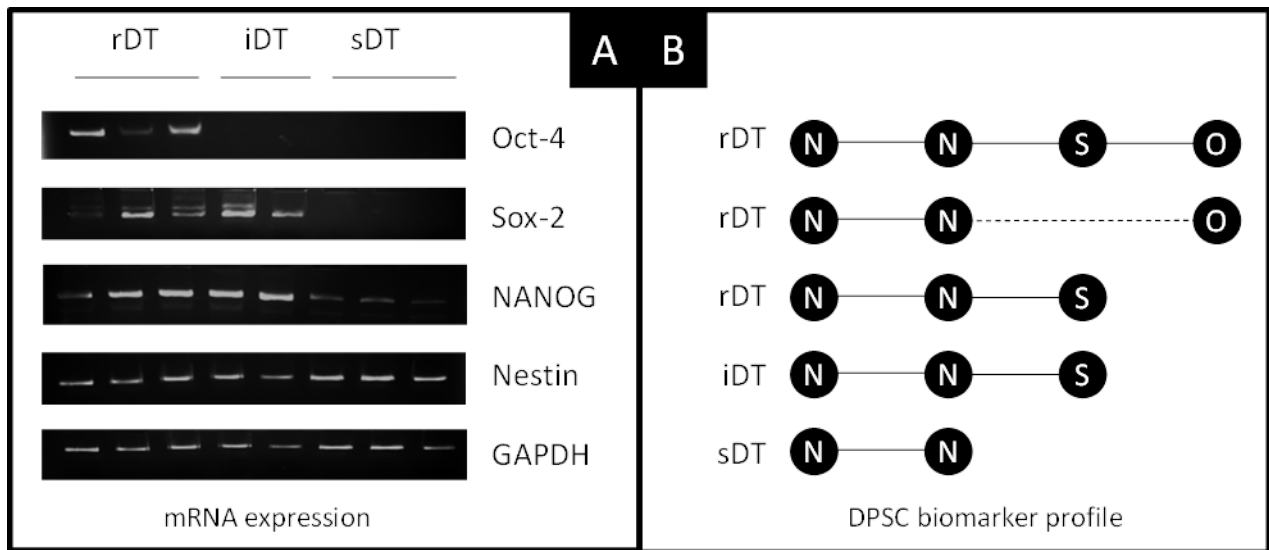 rDT iDT sDT
A B
Oct-4
Sox-2
NANOG
Nestin
GAPDH
mRNA expression
rDT N N S O
rDT N N O
rDT N N S
iDT N N S
sDT N N
DPSC biomarker profile